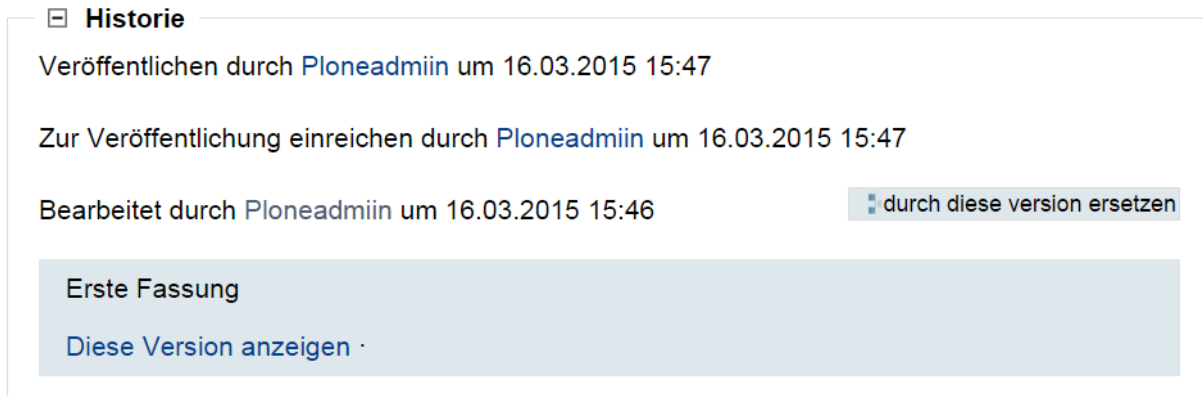 Historie
Veröffentlichen durch Ploneadmiin um 16.03.2015 15:47
Zur Veröffentlichung einreichen durch Ploneadmiin um 16.03.2015 15:47
Bearbeitet durch Ploneadmiin um 16.03.2015 15:46
durch diese version ersetzen
Erste Fassung
Diese Version anzeigen ·